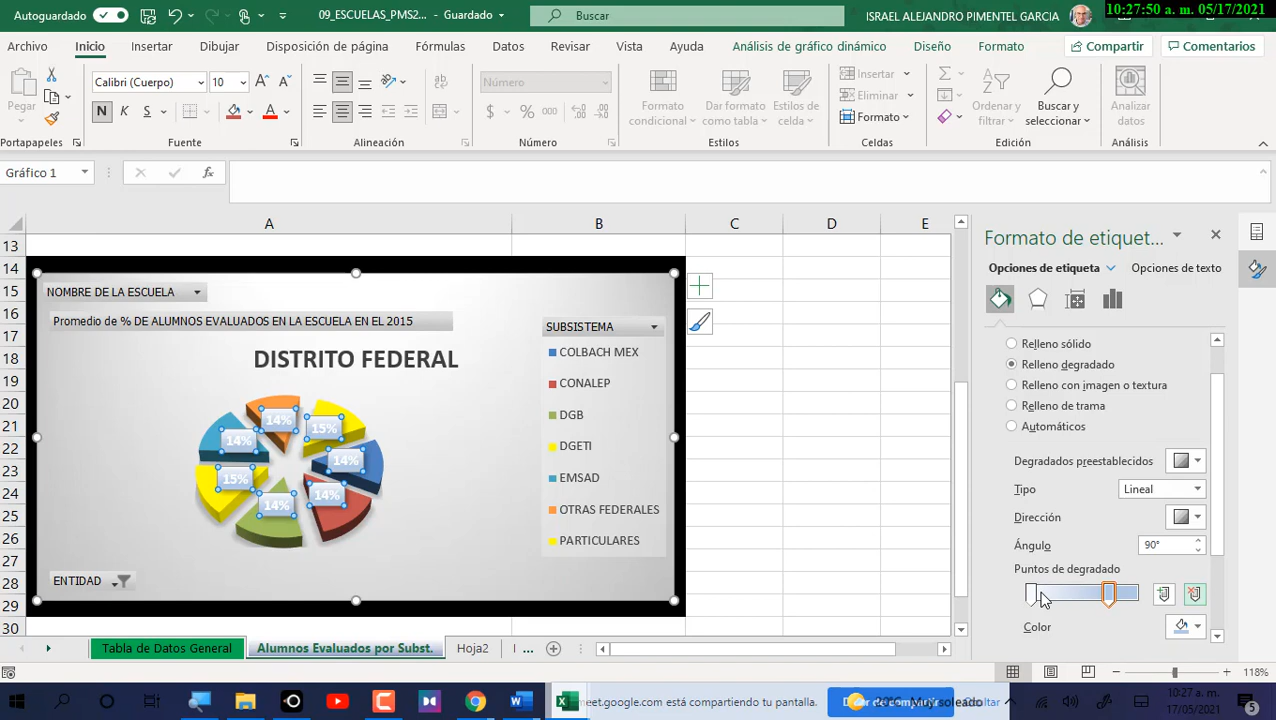 Autoguardado
09_ESCUELAS_PMS2... - Guardado
Buscar
ISRAEL ALEJANDRO PIMENTEL GARCIA
10:27:50 a. m. 05/17/2021
Archivo Inicio Insertar Dibujar Disposición de página Fórmulas Datos Revisar Vista Ayuda Análisis de gráfico dinámico Diseño Formato Compartir Comentarios
Pegar
Calibri (Cuerpo) 10
N K S
Número
$ % 000
Formato condicional
Dar formato como tabla
Estilos de celda
Insertar
Eliminar
Formato
Ordenar y filtrar
Buscar y seleccionar
Analizar datos
Portapapeles Fuente Alineación Número Estilos Celdas Edición Análisis
Gráfico 1
fx
A B C D E
13
14
15
16
17
18
19
20
21
22
23
24
25
26
27
28
29
30
NOMBRE DE LA ESCUELA
Promedio de % DE ALUMNOS EVALUADOS EN LA ESCUELA EN EL 2015
DISTRITO FEDERAL
14%
15%
14%
14%
15%
14%
14%
SUBSISTEMA
COLBACH MEX
CONALEP
DGB
DGETI
EMSAD
OTRAS FEDERALES
PARTICULARES
ENTIDAD
Formato de etiquet...
Opciones de etiqueta Opciones de texto
Relleno sólido
Relleno degradado
Relleno con imagen o textura
Relleno de trama
Automáticos
Degradados preestablecidos
Tipo Lineal
Dirección
Ángulo 90°
Puntos de degradado
Color
... Tabla de Datos General Alumnos Evaluados por Subst. Hoja2 ...
118%
meet.google.com está compartiendo tu pantalla.
Ocultar
soleado
10:27 a. m.
17/05/2021
5